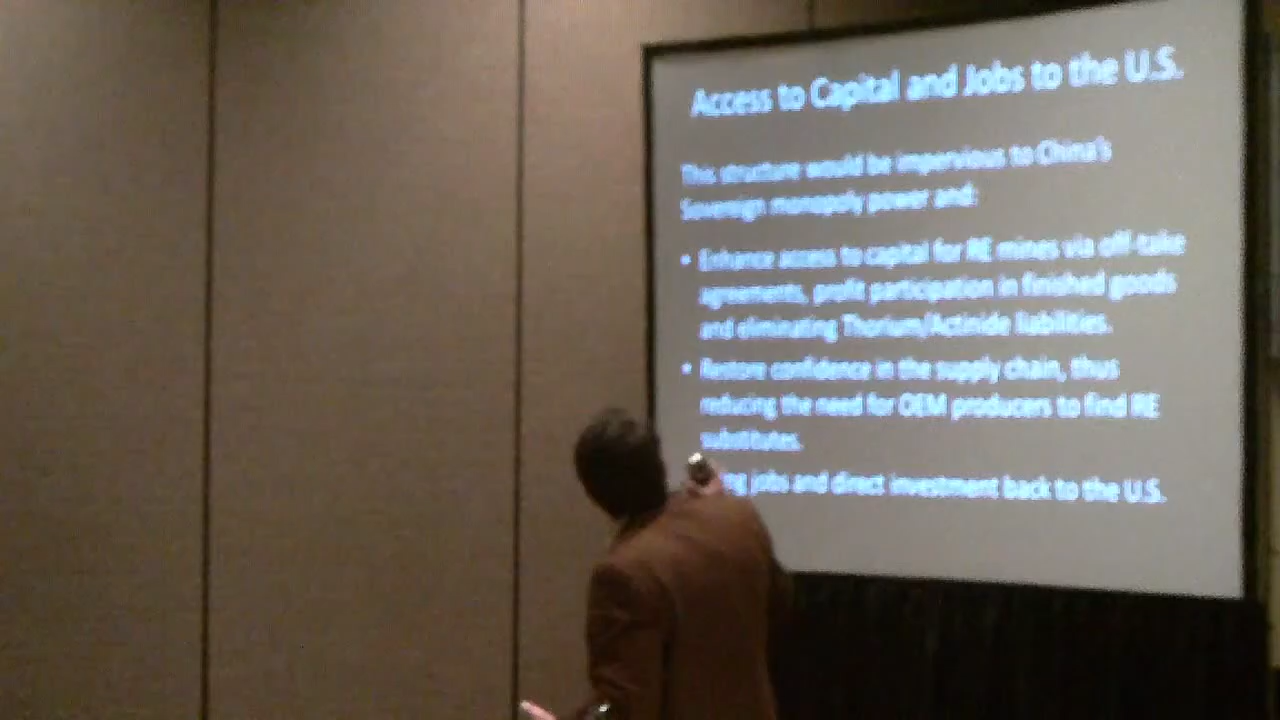 Access to Capital and Jobs to the U.S.
This structure would be impervious to China's
Sovereign monopoly power and:
• Enhance access to capital for RE mines via off-take
agreements, profit participation in finished goods
and eliminating Thorium/Actinide liabilities.
• Restore confidence in the supply chain, thus
reducing the need for OEM producers to find RE
substitutes.
jobs and direct investment back to the U.S.